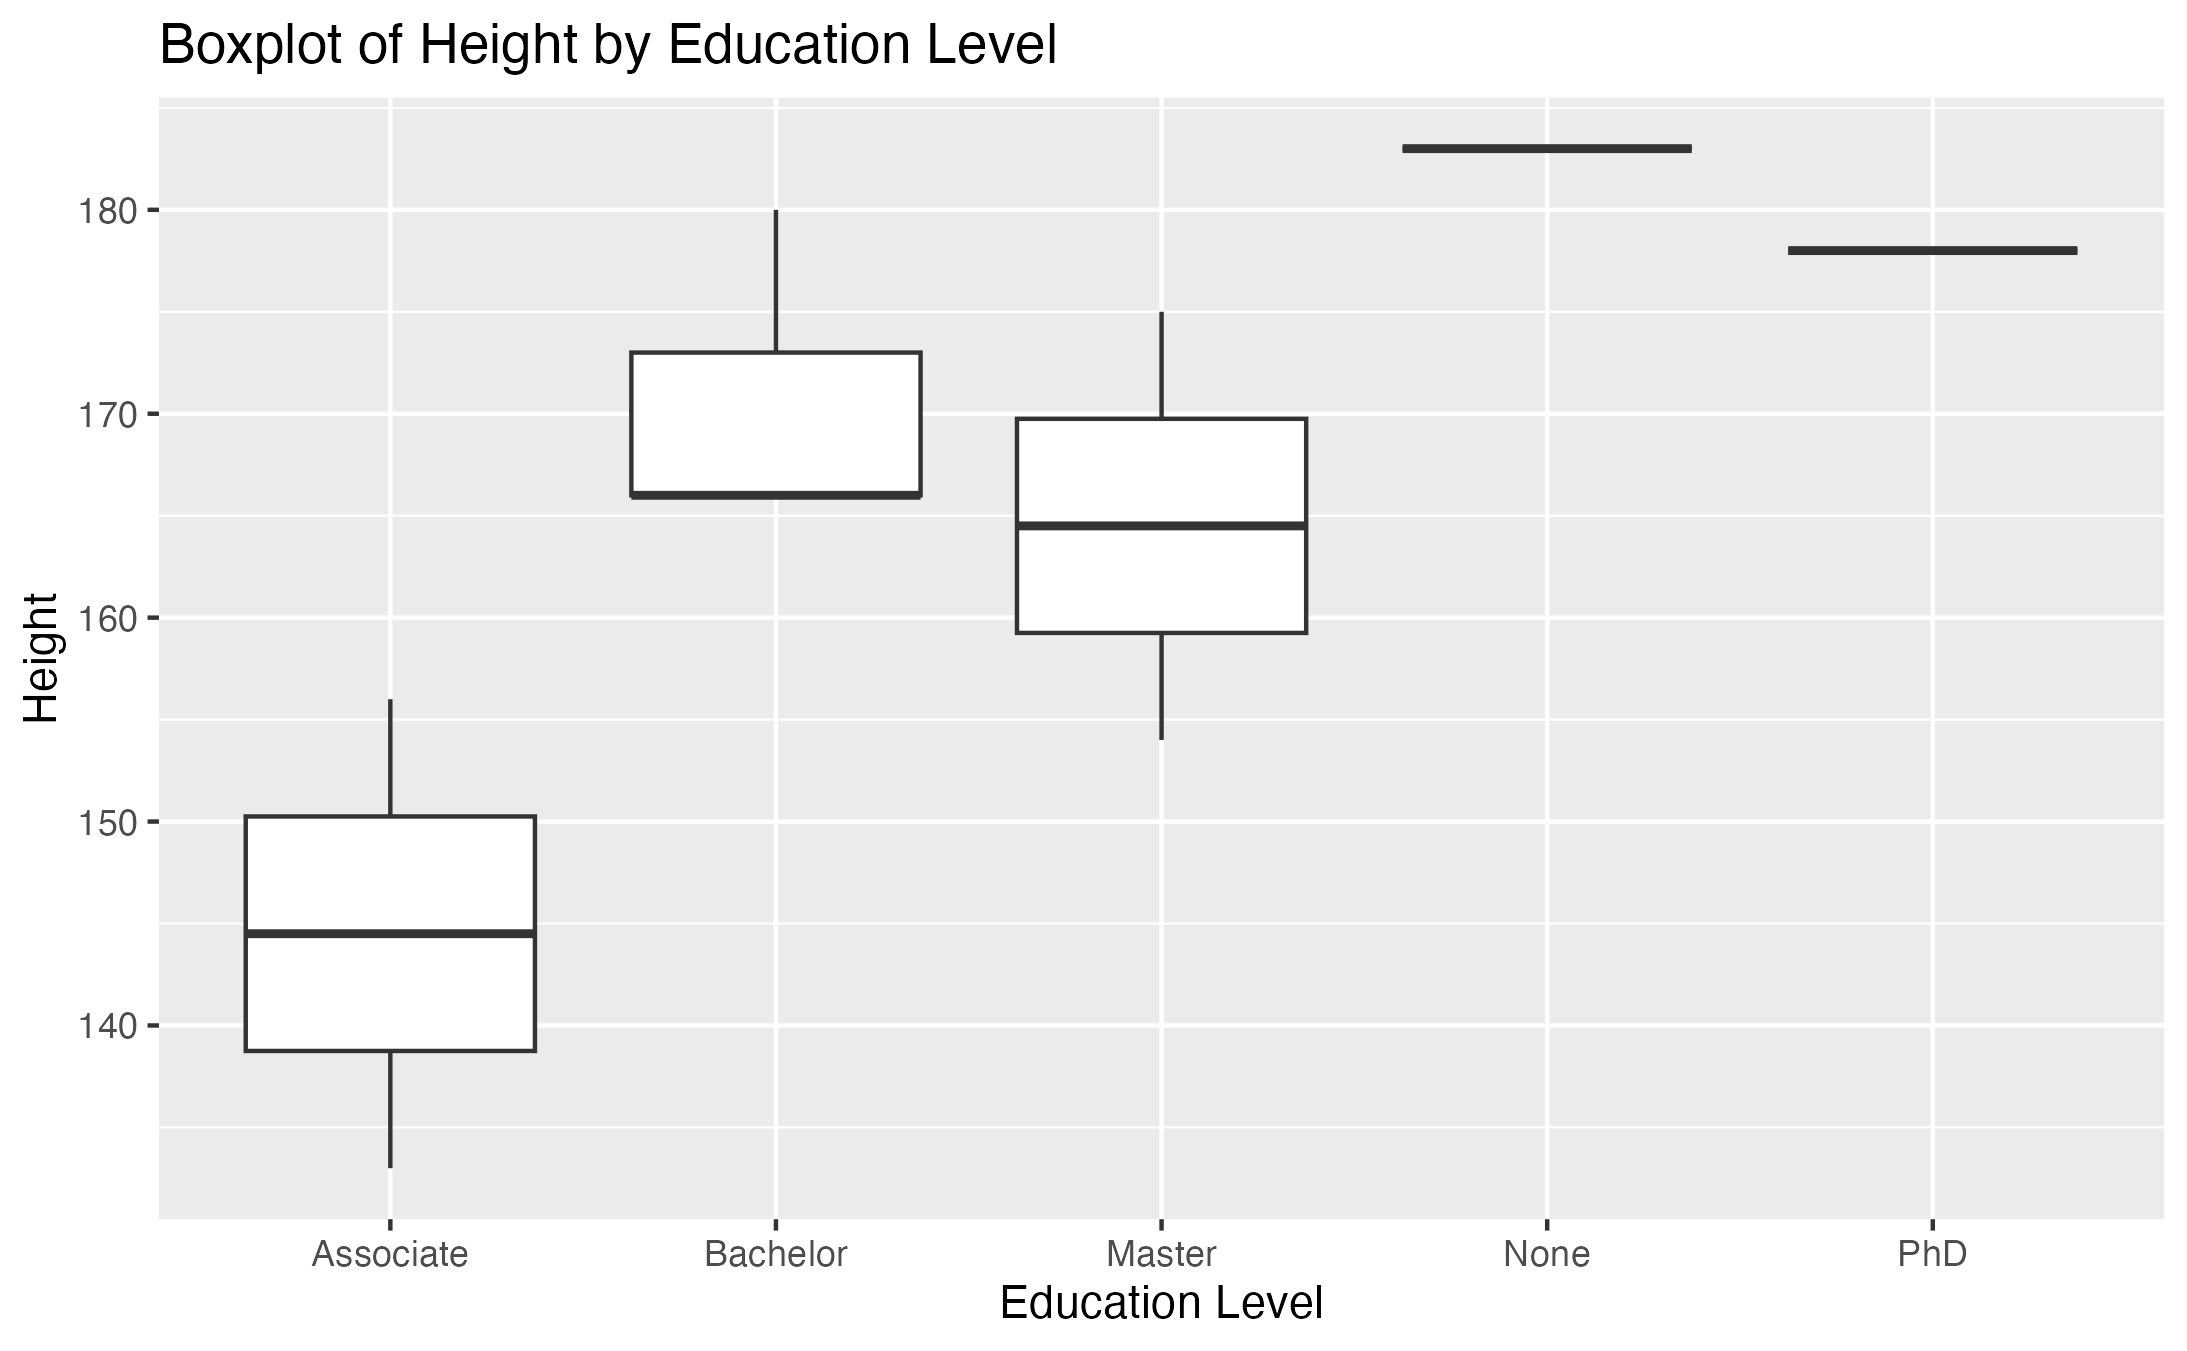 Boxplot of Height by Education Level
180
170
160
150
140
Height
Associate Bachelor Master None PhD
Education Level